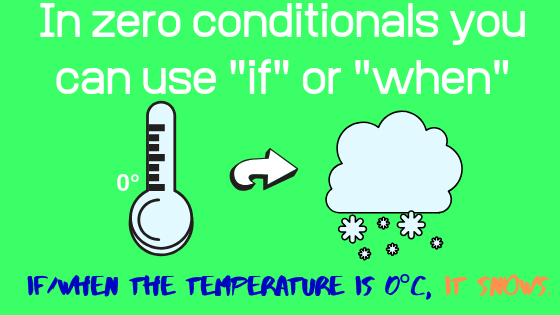 In zero conditionals you
can use "if" or "when"
0°
IF/WHEN THE TEMPERATURE IS 0°C, IT SNOWS.